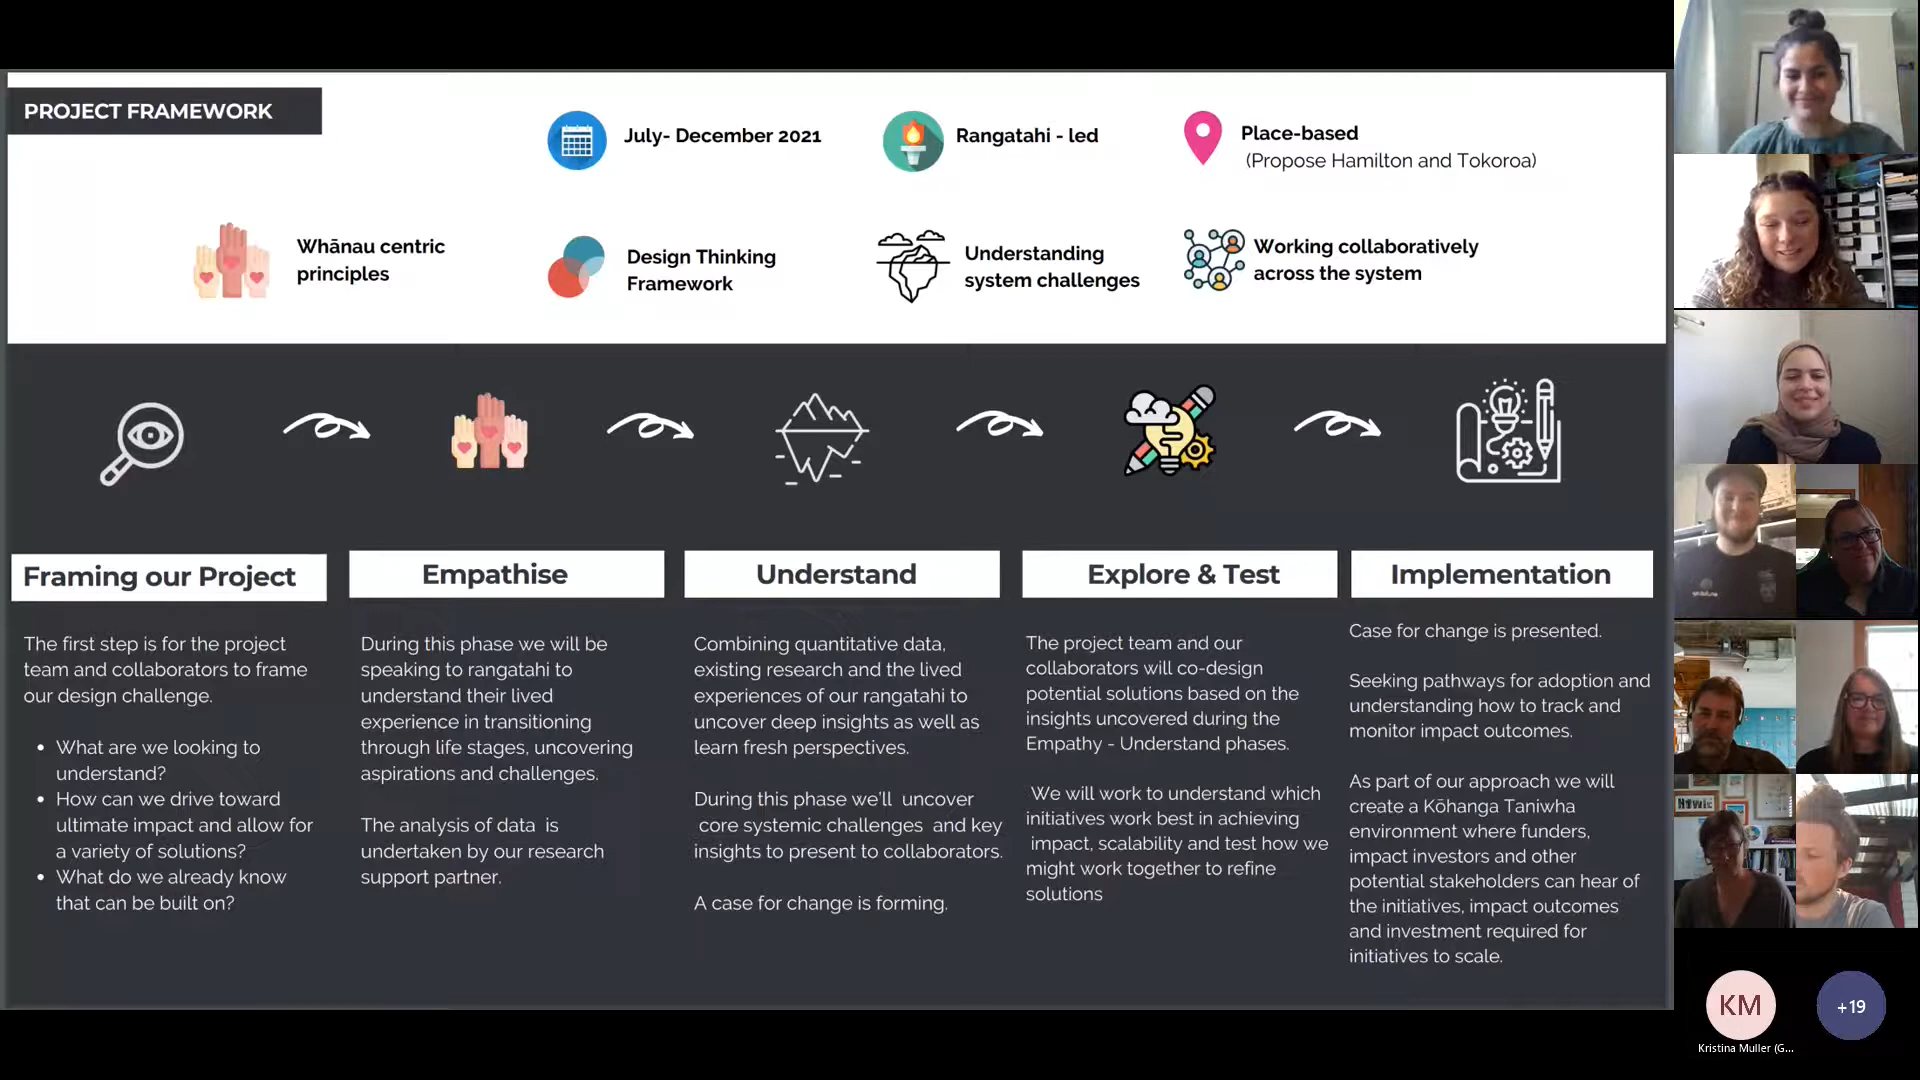 PROJECT FRAMEWORK
July- December 2021
Rangatahi - led
Place-based
(Propose Hamilton and Tokoroa)
Whānau centric
principles
Design Thinking
Framework
Understanding
system challenges
Working collaboratively
across the system
Framing our Project
The first step is for the project
team and collaborators to frame
our design challenge.
• What are we looking to
understand?
• How can we drive toward
ultimate impact and allow for
a variety of solutions?
• What do we already know
that can be built on?
Empathise
During this phase we will be
speaking to rangatahi to
understand their lived
experience in transitioning
through life stages, uncovering
aspirations and challenges.
The analysis of data is
undertaken by our research
support partner.
Understand
Combining quantitative data,
existing research and the lived
experiences of our rangatahi to
uncover deep insights as well as
learn fresh perspectives.
During this phase we'll uncover
core systemic challenges and key
insights to present to collaborators.
A case for change is forming.
Explore & Test
The project team and our
collaborators will co-design
potential solutions based on the
insights uncovered during the
Empathy - Understand phases.
We will work to understand which
initiatives work best in achieving
impact, scalability and test how we
might work together to refine
solutions
Implementation
Case for change is presented.
Seeking pathways for adoption and
understanding how to track and
monitor impact outcomes.
As part of our approach we will
create a Kōhanga Taniwha
environment where funders,
impact investors and other
potential stakeholders can hear of
the initiatives, impact outcomes
and investment required for
initiatives to scale.
KM
+19
Kristina Muller (G...